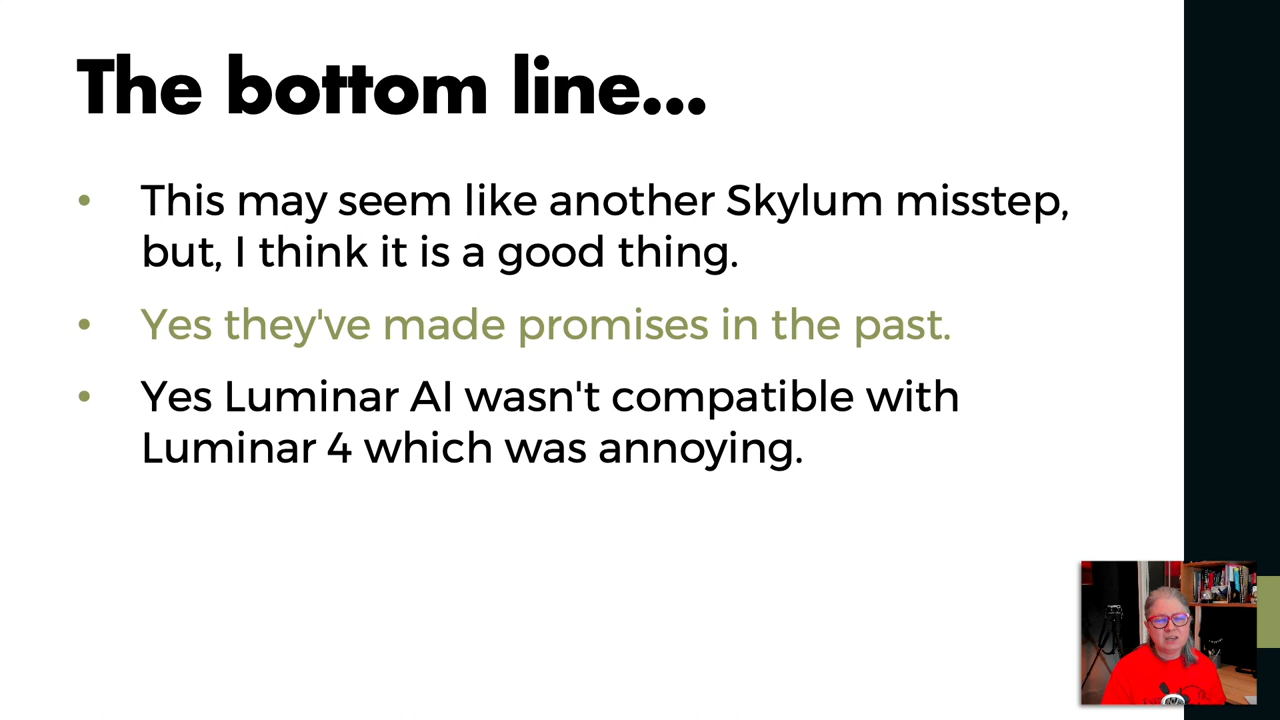 The bottom line...
• This may seem like another Skylum misstep,
but, I think it is a good thing.
• Yes they've made promises in the past.
• Yes Luminar AI wasn't compatible with
Luminar 4 which was annoying.